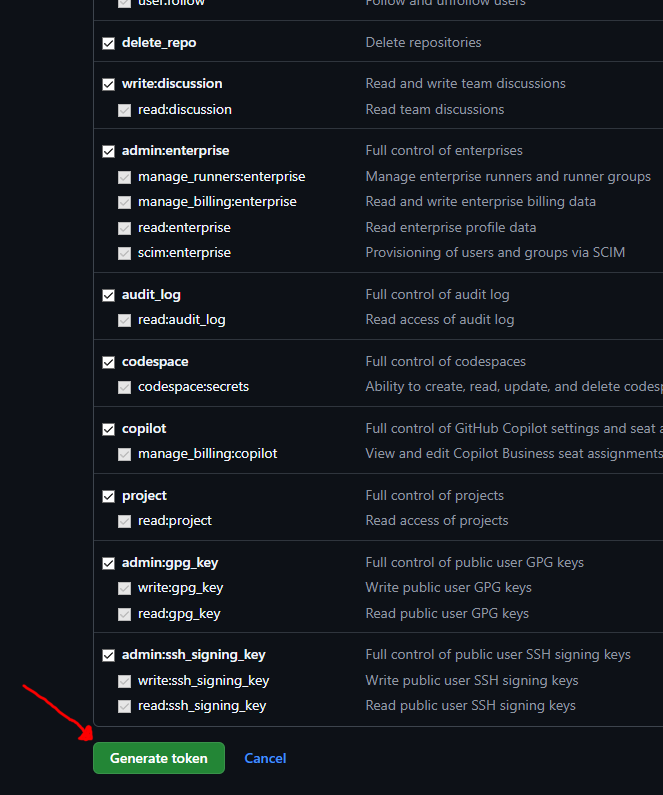 user:follow Follow and unfollow users
delete_repo Delete repositories
write:discussion Read and write team discussions
read:discussion Read team discussions
admin:enterprise Full control of enterprises
manage_runners:enterprise Manage enterprise runners and runner groups
manage_billing:enterprise Read and write enterprise billing data
read:enterprise Read enterprise profile data
scim:enterprise Provisioning of users and groups via SCIM
audit_log Full control of audit log
read:audit_log Read access of audit log
codespace Full control of codespaces
codespace:secrets Ability to create, read, update, and delete
copilot Full control of GitHub Copilot settings and seat
manage_billing:copilot View and edit Copilot Business seat assignments
project Full control of projects
read:project Read access of projects
admin:gpg_key Full control of public user GPG keys
write:gpg_key Write public user GPG keys
read:gpg_key Read public user GPG keys
admin:ssh_signing_key Full control of public user SSH signing keys
write:ssh_signing_key Write public user SSH signing keys
read:ssh_signing_key Read public user SSH signing keys
Generate token Cancel